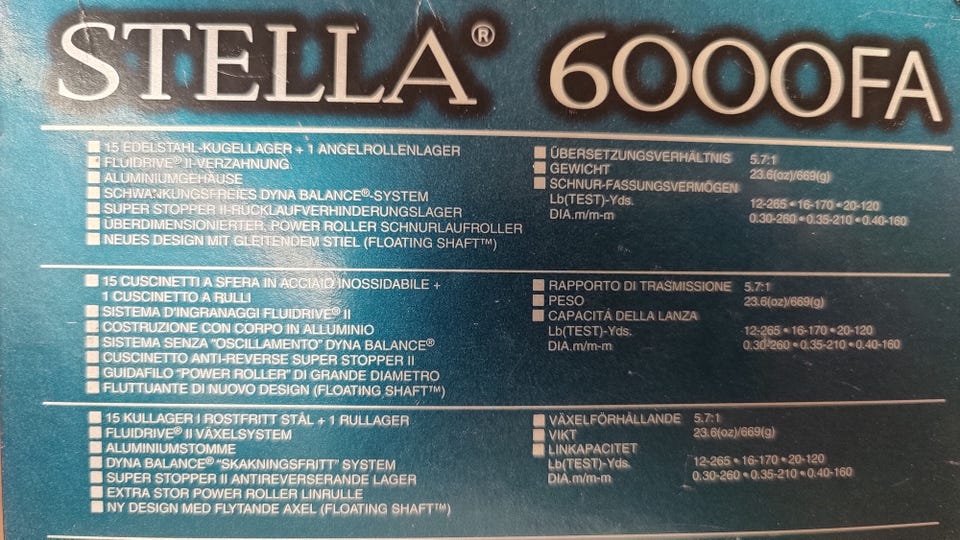 STELLA® 6000FA
15 EDELSTAHL-KUGELLAGER + 1 ANGELROLLENLAGER
FLUIDRIVE® II-VERZAHNUNG
ALUMINIUMGEHÄUSE
SCHWANKUNGSFREIES DYNA BALANCE®-SYSTEM
SUPER STOPPER II-RÜCKLAUFVERHINDERUNGSLAGER
ÜBERDIMENSIONIERTER, POWER ROLLER SCHNURLAUFROLLER
NEUES DESIGN MIT GLEITENDEM STIEL (FLOATING SHAFT™)
ÜBERSETZUNGSVERHÄLTNIS 5.7:1
GEWICHT 23.6(oz)/669(g)
SCHNUR-FASSUNGSVERMÖGEN
Lb(TEST)-Yds. 12-265 • 16-170 • 20-120
DIA.m/m-m 0.30-260 • 0.35-210 • 0.40-160
15 CUSCINETTI A SFERA IN ACCIAIO INOSSIDABILE +
1 CUSCINETTO A RULLI
SISTEMA D'INGRANAGGI FLUIDRIVE® II
COSTRUZIONE CON CORPO IN ALLUMINIO
SISTEMA SENZA "OSCILLAMENTO" DYNA BALANCE®
CUSCINETTO ANTI-REVERSE SUPER STOPPER II
GUIDAFILO "POWER ROLLER" DI GRANDE DIAMETRO
FLUTTUANTE DI NUOVO DESIGN (FLOATING SHAFT™)
RAPPORTO DI TRASMISSIONE 5.7:1
PESO 23.6(oz)/669(g)
CAPACITÁ DELLA LANZA
Lb(TEST)-Yds. 12-265 • 16-170 • 20-120
DIA.m/m-m 0.30-260 • 0.35-210 • 0.40-160
15 KULLAGER I ROSTFRITT STÅL + 1 RULLAGER
FLUIDRIVE® II VÄXELSYSTEM
ALUMINIUMSTOMME
DYNA BALANCE® "SKAKNINGSFRITT" SYSTEM
SUPER STOPPER II ANTIREVERSERANDE LAGER
EXTRA STOR POWER ROLLER LINRULLE
NY DESIGN MED FLYTANDE AXEL (FLOATING SHAFT™)
VÄXELFÖRHÅLLANDE 5.7:1
VIKT 23.6(oz)/669(g)
LINKAPACITET
Lb(TEST)-Yds. 12-265 • 16-170 • 20-120
DIA.m/m-m 0.30-260 • 0.35-210 • 0.40-160